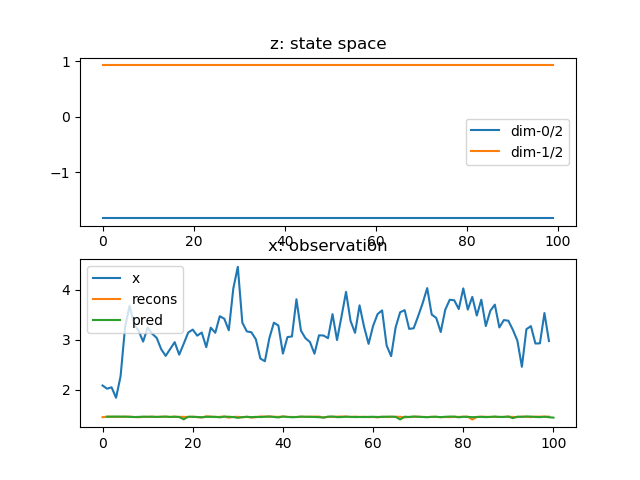 z: state space
1
0
−1
dim-0/2
dim-1/2
0 20 40 60 80 100
x: observation
4
3
2
x
recons
pred
0 20 40 60 80 100